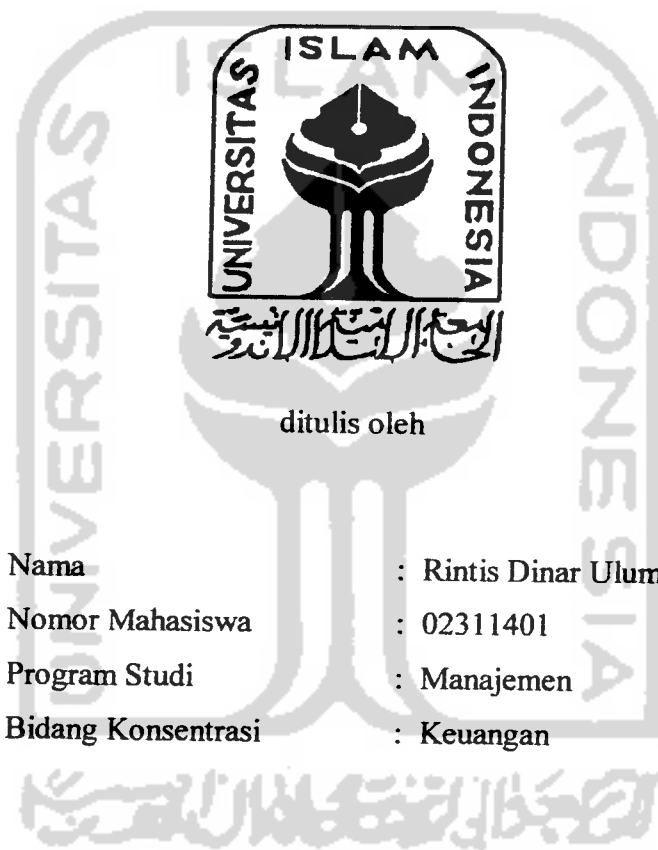 UNIVERSITAS ISLAM INDONESIA
ditulis oleh
Nama : Rintis Dinar Ulum
Nomor Mahasiswa : 02311401
Program Studi : Manajemen
Bidang Konsentrasi : Keuangan